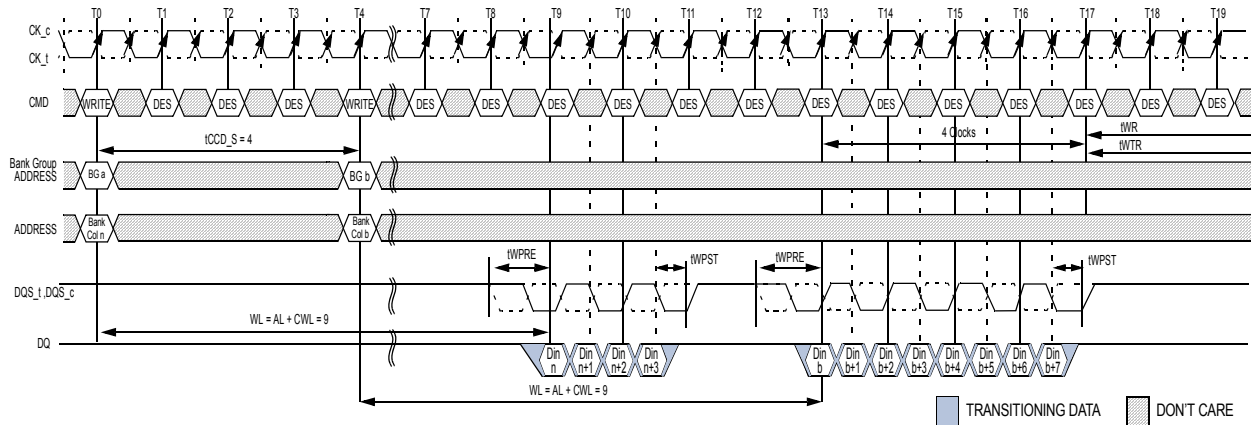 T0 T1 T2 T3 T4 T7 T8 T9 T10 T11 T12 T13 T14 T15 T16 T17 T18 T19
CK_c
CK_t
CMD WRITE DES DES DES WRITE DES DES DES DES DES DES DES DES DES DES DES DES DES
tCCD_S = 4
4 Clocks
tWR
tWTR
Bank Group
ADDRESS
BG a
BG b
ADDRESS
Bank
Col n
Bank
Col b
tWPRE
tWPST
tWPRE
tWPST
DQS_t ,DQS_c
WL = AL + CWL = 9
DQ
Din
n
Din
n+1
Din
n+2
Din
n+3
Din
b
Din
b+1
Din
b+2
Din
b+3
Din
b+4
Din
b+5
Din
b+6
Din
b+7
WL = AL + CWL = 9
TRANSITIONING DATA
DON'T CARE